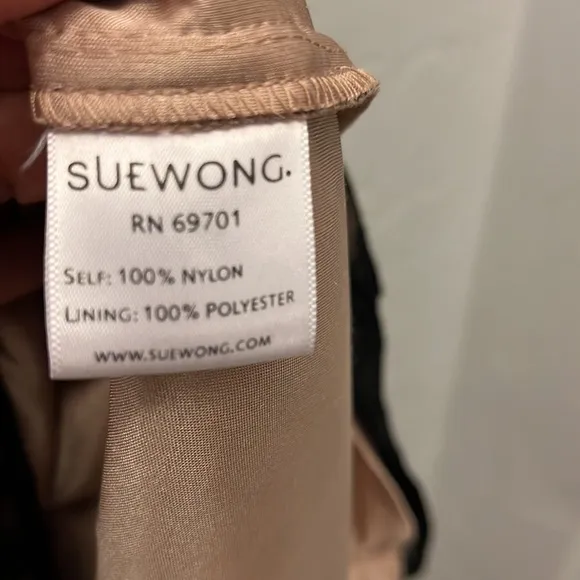 SUEWONG.
RN 69701
SELF: 100% NYLON
LINING: 100% POLYESTER
WWW.SUEWONG.COM